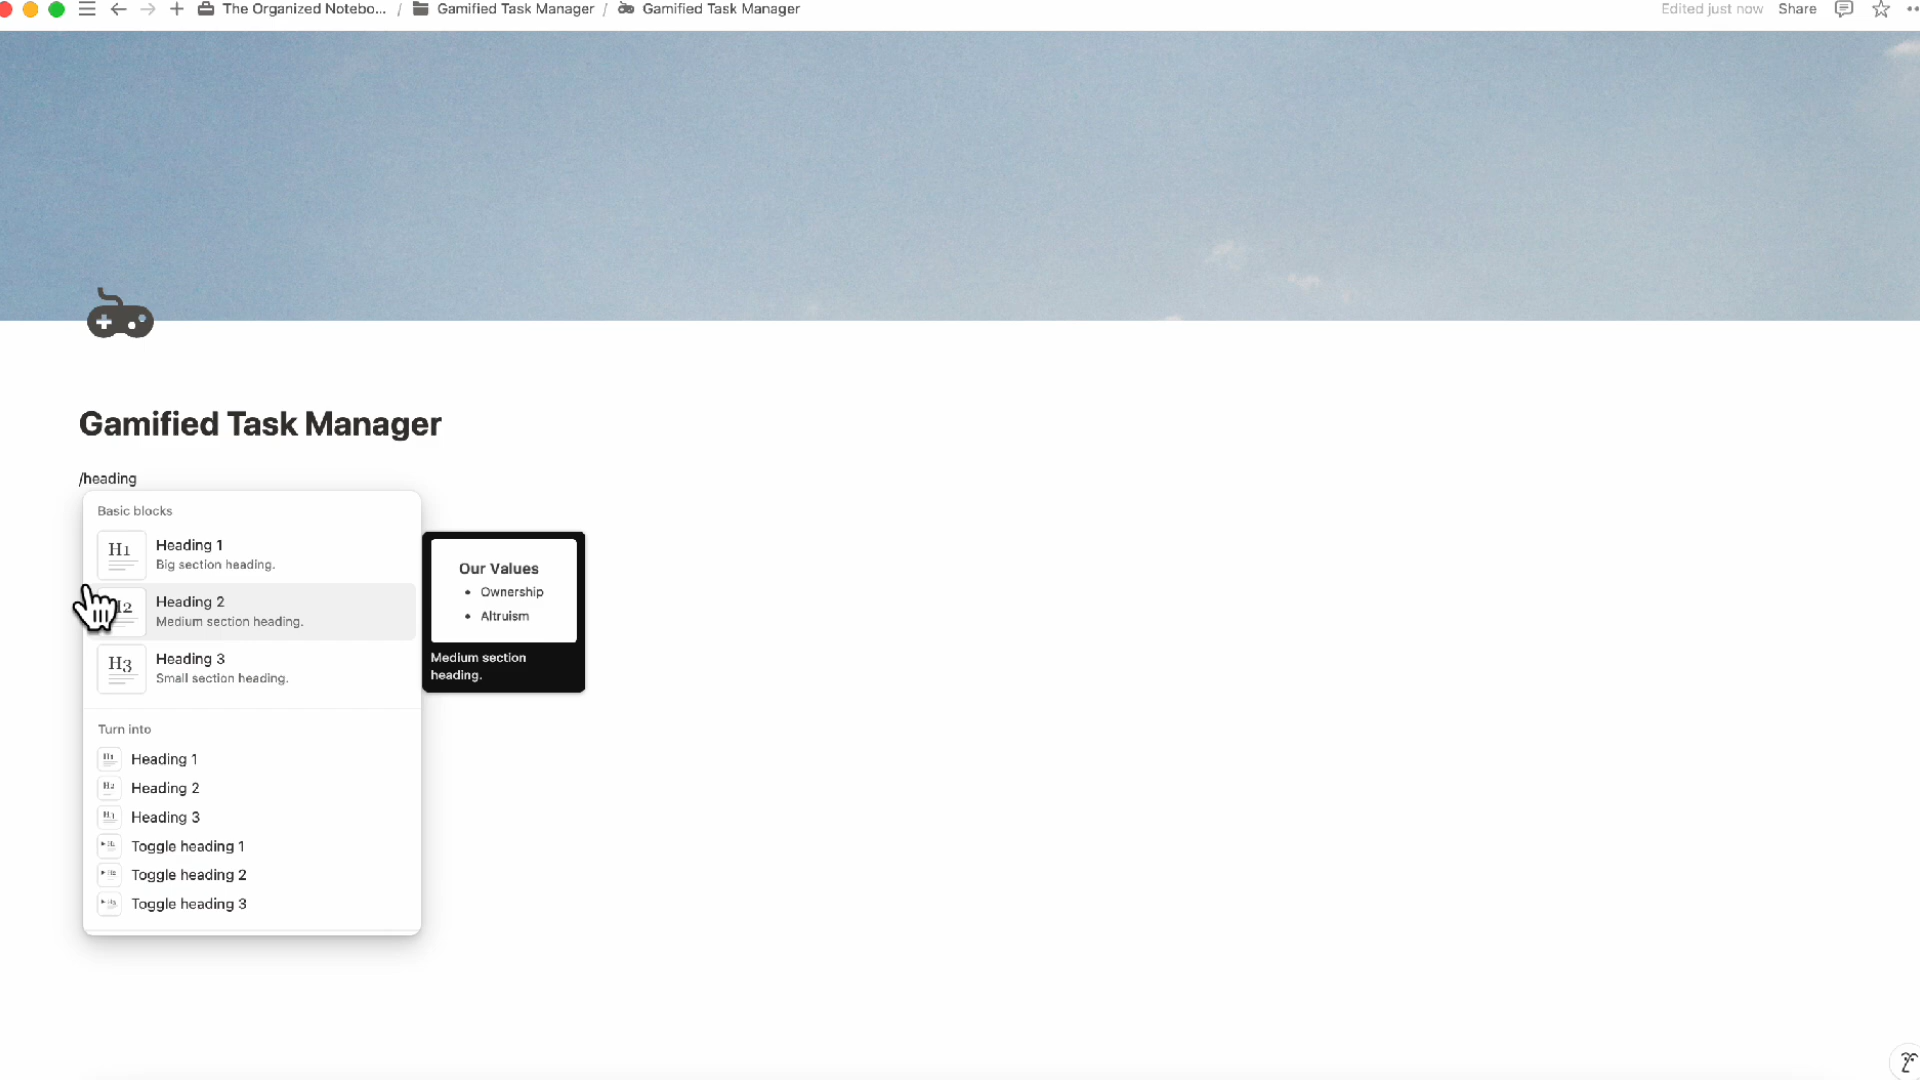 The Organized Notebo... / Gamified Task Manager / Gamified Task Manager
Edited just now Share
Gamified Task Manager
/heading
Basic blocks
H1 Heading 1
Big section heading.
H2 Heading 2
Medium section heading.
H3 Heading 3
Small section heading.
Our Values
• Ownership
• Altruism
Medium section
heading.
Turn into
H1 Heading 1
H2 Heading 2
Heading 3
Toggle heading 1
Toggle heading 2
Toggle heading 3